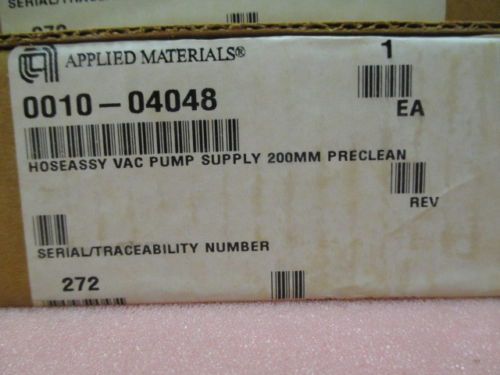 SERIAL/TRACEABILITY
272
APPLIED MATERIALS®
1
0010-04048
EA
HOSEASSY VAC PUMP SUPPLY 200MM PRECLEAN
REV
SERIAL/TRACEABILITY NUMBER
272